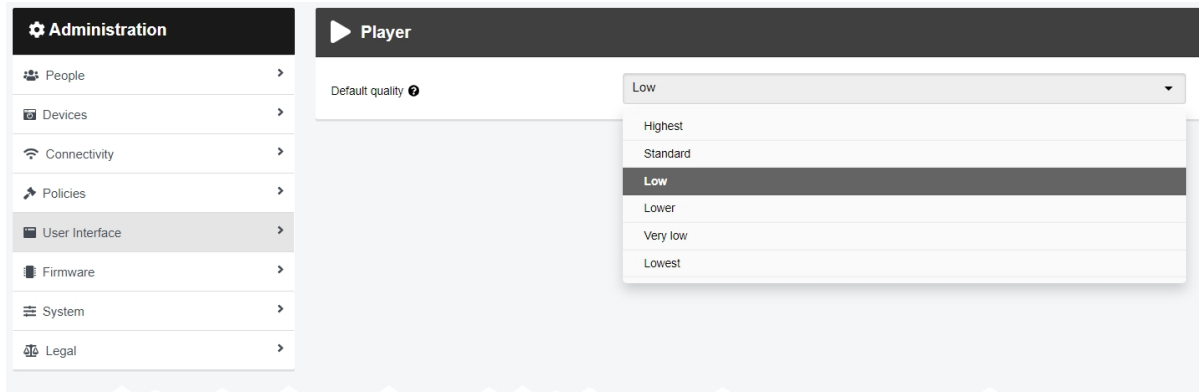 Administration
People
Devices
Connectivity
Policies
User Interface
Firmware
System
Legal
Player
Default quality
Low
Highest
Standard
Low
Lower
Very low
Lowest